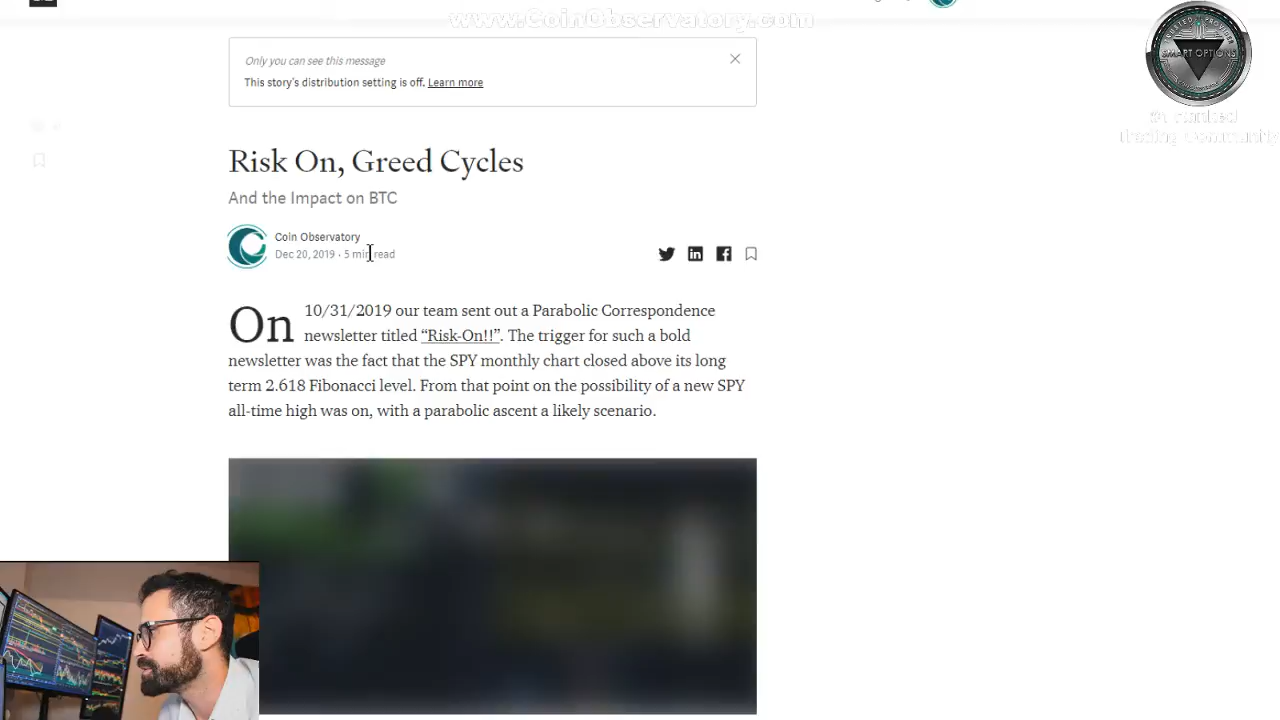 www.CoinObservatory.com
Only you can see this message
This story's distribution setting is off. Learn more
TRUSTED PROVIDER
SMART OPTIONS
#1 Ranked
Trading Community
Risk On, Greed Cycles
And the Impact on BTC
Coin Observatory
Dec 20, 2019 · 5 min read
On 10/31/2019 our team sent out a Parabolic Correspondence
newsletter titled “Risk-On!!”. The trigger for such a bold
newsletter was the fact that the SPY monthly chart closed above its long
term 2.618 Fibonacci level. From that point on the possibility of a new SPY
all-time high was on, with a parabolic ascent a likely scenario.